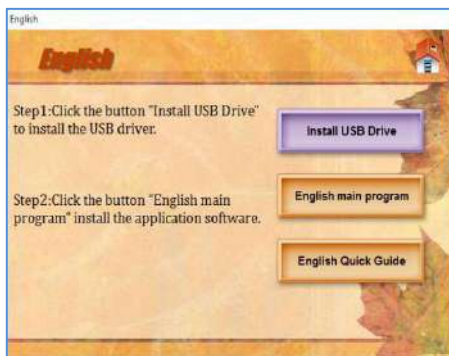 English
English
Step1:Click the button "Install USB Drive"
to install the USB driver.
Install USB Drive
Step2:Click the button "English main
program" install the application software.
English main program
English Quick Guide